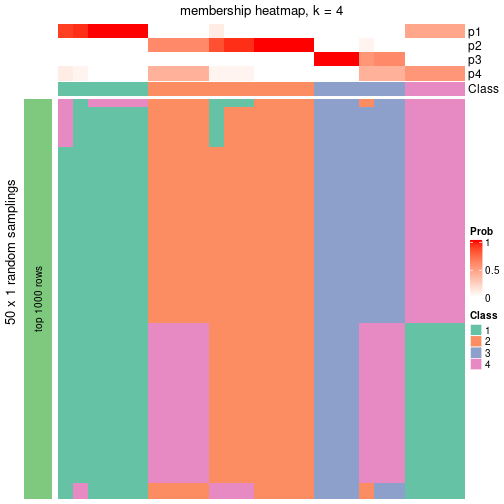 membership heatmap, k = 4
p1
p2
p3
p4
Class
50 x 1 random samplings
top 1000 rows
Prob
1
0.5
0
Class
1
2
3
4